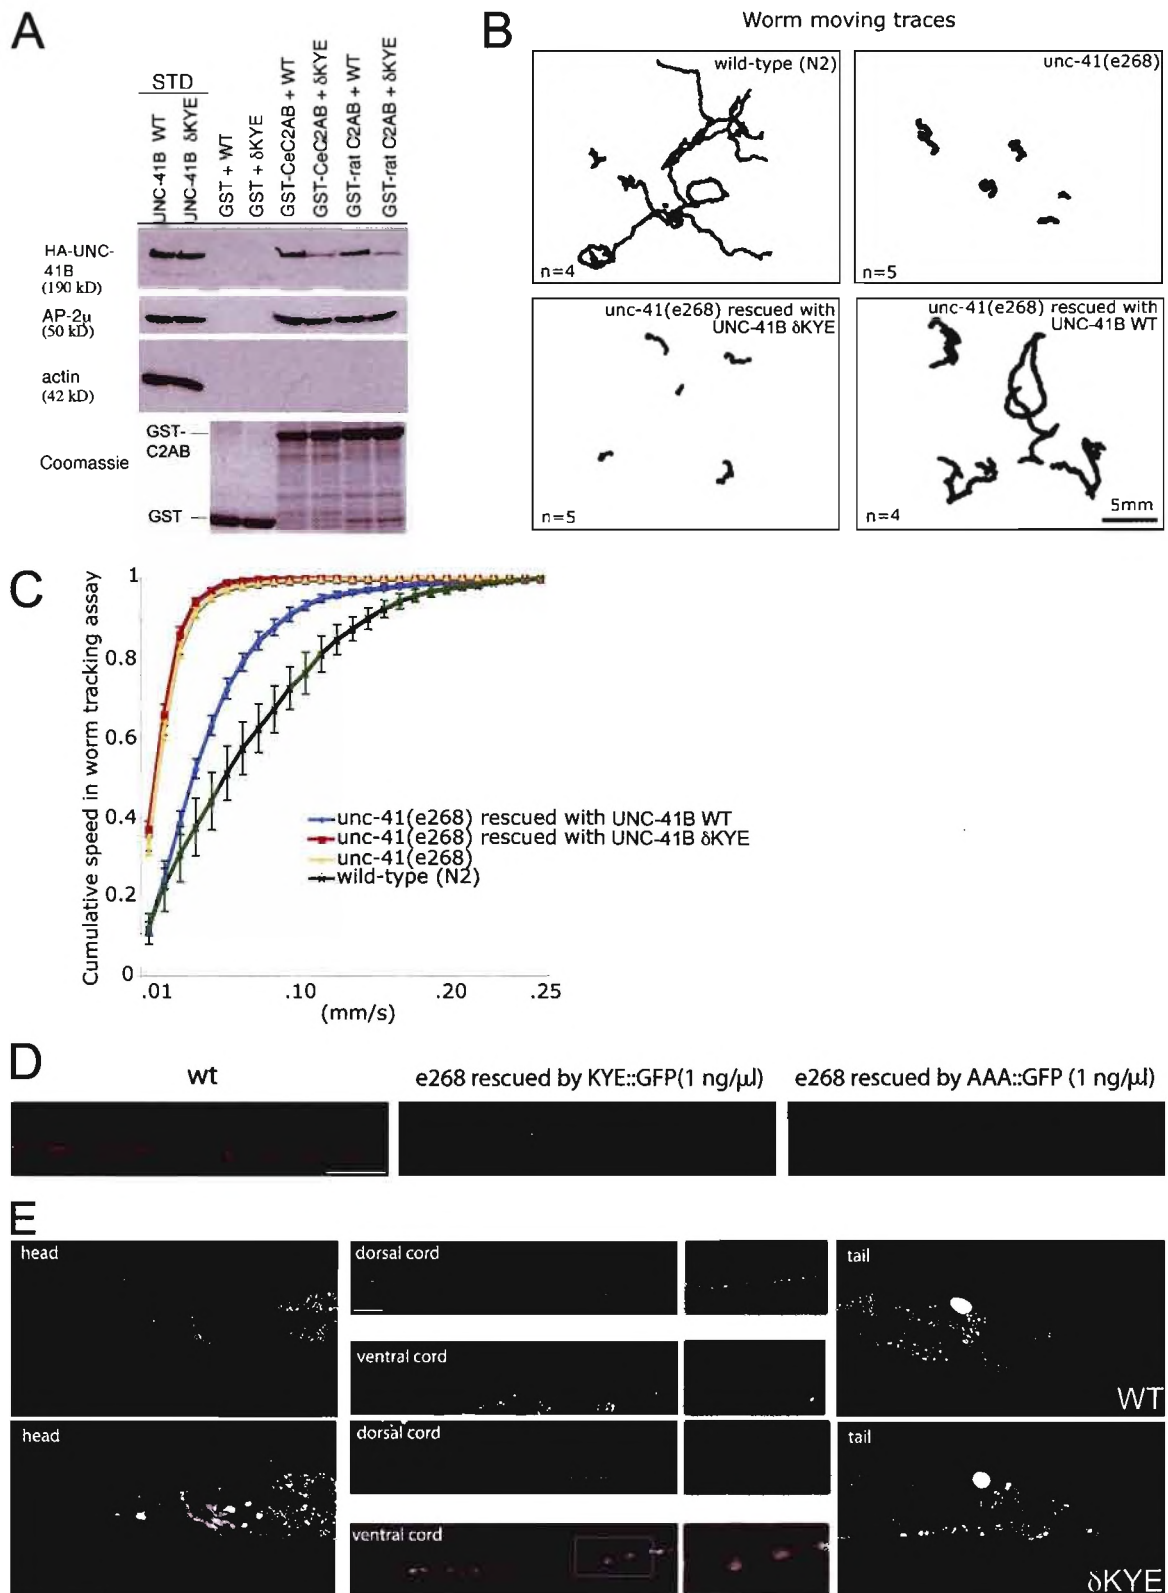 A
STD
UNC-41B WT
UNC-41B δKYE
GST + WT
GST + δKYE
GST-CeC2AB + WT
GST-CeC2AB + δKYE
GST-rat C2AB + WT
GST-rat C2AB + δKYE
HA-UNC-
41B
(190 kD)
AP-2μ
(50 kD)
actin
(42 kD)
Coomassie
GST-
C2AB
GST
B
Worm moving traces
wild-type (N2)
n=4
unc-41(e268)
n=5
unc-41(e268) rescued with
UNC-41B δKYE
n=5
unc-41(e268) rescued with
UNC-41B WT
n=4
5mm
C
Cumulative speed in worm tracking assay
1
0.8
0.6
0.4
0.2
0
unc-41(e268) rescued with UNC-41B WT
unc-41(e268) rescued with UNC-41B δKYE
unc-41(e268)
wild-type (N2)
.01
.10
.20
.25
(mm/s)
D
wt
e268 rescued by KYE::GFP(1 ng/μl)
e268 rescued by AAA::GFP (1 ng/μl)
E
head
dorsal cord
tail
ventral cord
WT
head
dorsal cord
tail
ventral cord
δKYE